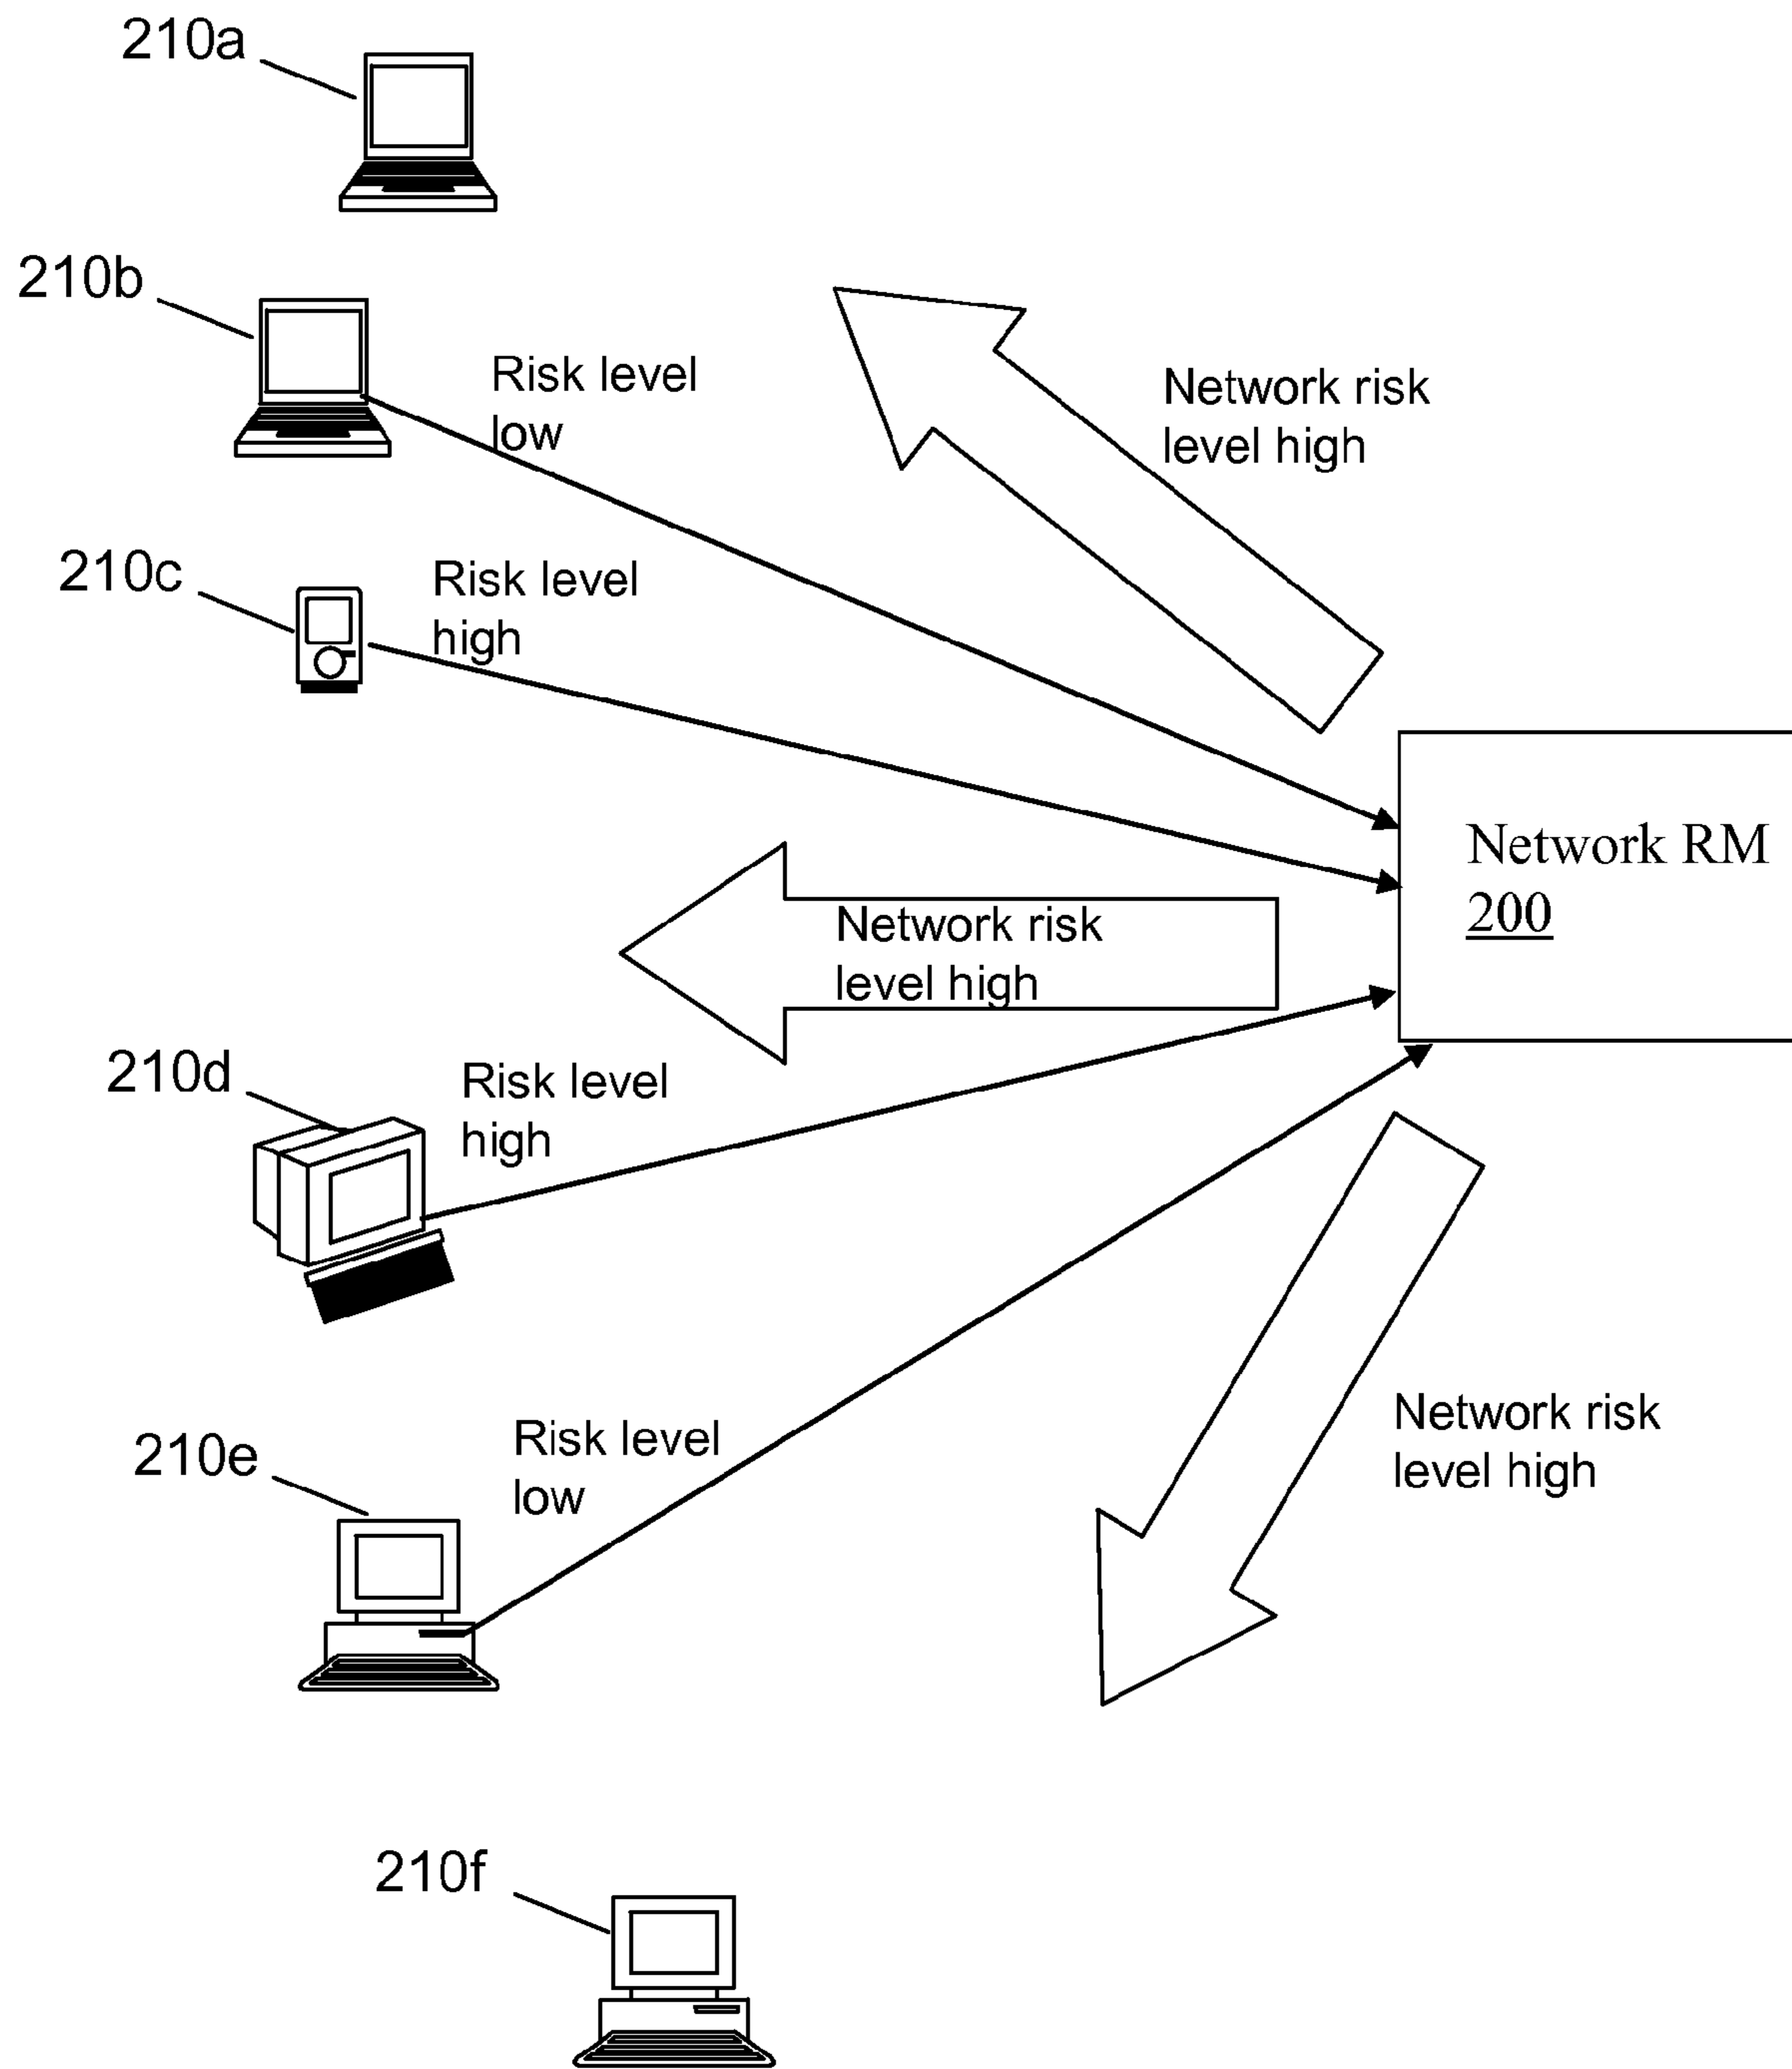 210a
210b
Risk level
low
Network risk
level high
210c
Risk level
high
Network RM
200
Network risk
level high
210d
Risk level
high
210e
Risk level
low
Network risk
level high
210f